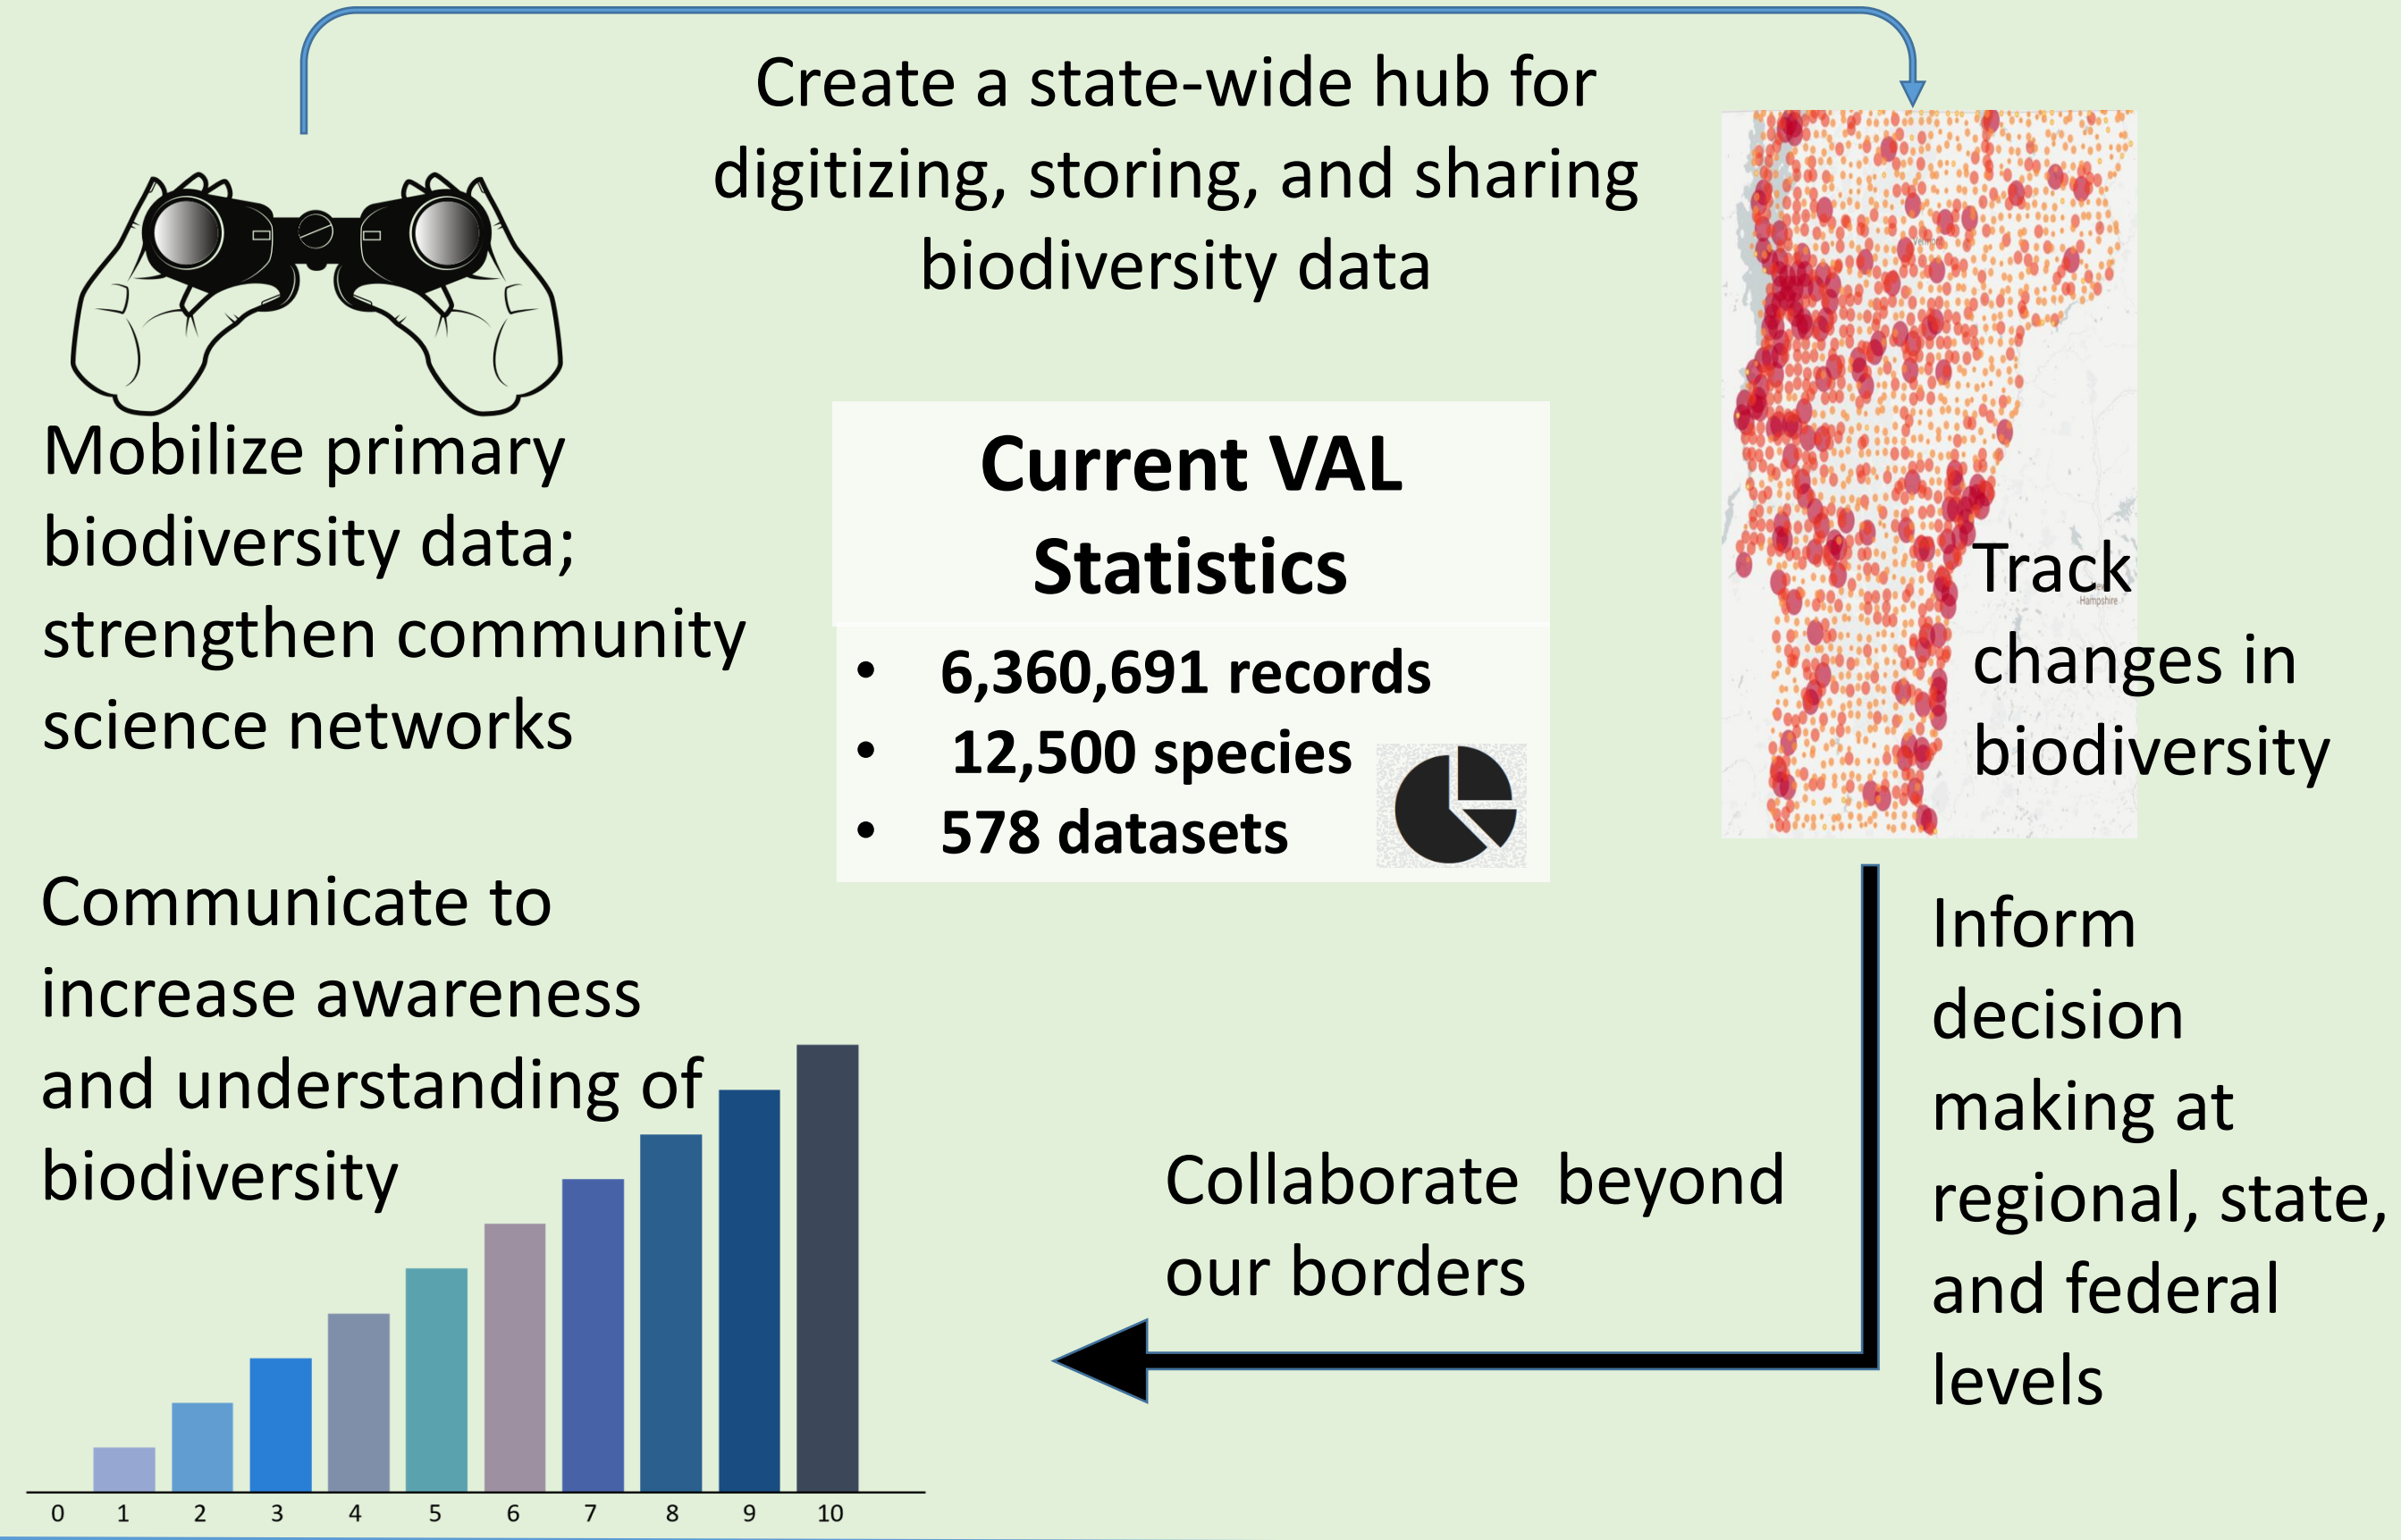 Create a state-wide hub for
digitizing, storing, and sharing
biodiversity data
Mobilize primary
biodiversity data;
strengthen community
science networks
Current VAL
Statistics
• 6,360,691 records
• 12,500 species
• 578 datasets
Vermont
Hampshire
Track
changes in
biodiversity
Inform
decision
making at
regional, state,
and federal
levels
Collaborate beyond
our borders
Communicate to
increase awareness
and understanding of
biodiversity
0 1 2 3 4 5 6 7 8 9 10